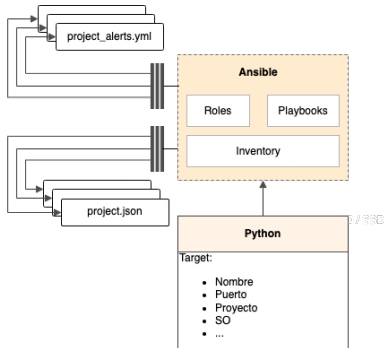 project_alerts.yml
Ansible
Roles
Playbooks
Inventory
project.json
Python
Target:
• Nombre
• Puerto
• Proyecto
• SO
• ...